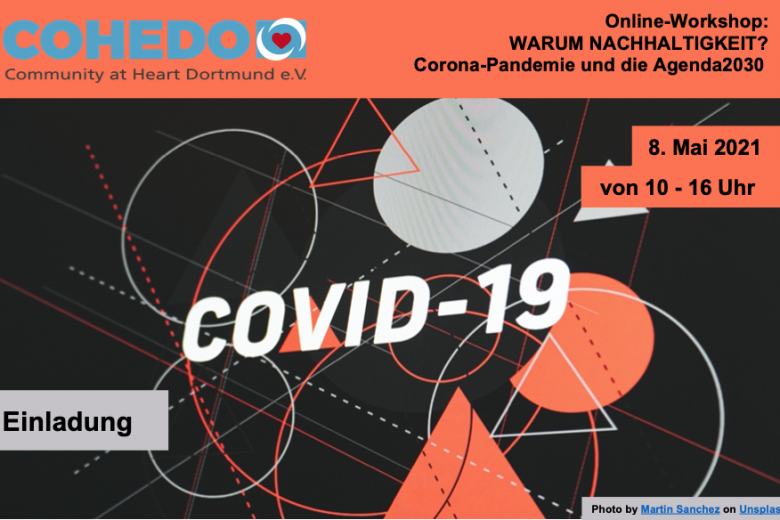 COHEDO
Community at Heart Dortmund e.V.
Online-Workshop:
WARUM NACHHALTIGKEIT?
Corona-Pandemie und die Agenda2030
8. Mai 2021
von 10 - 16 Uhr
COVID-19
Einladung
Photo by Martin Sanchez on Unsplas